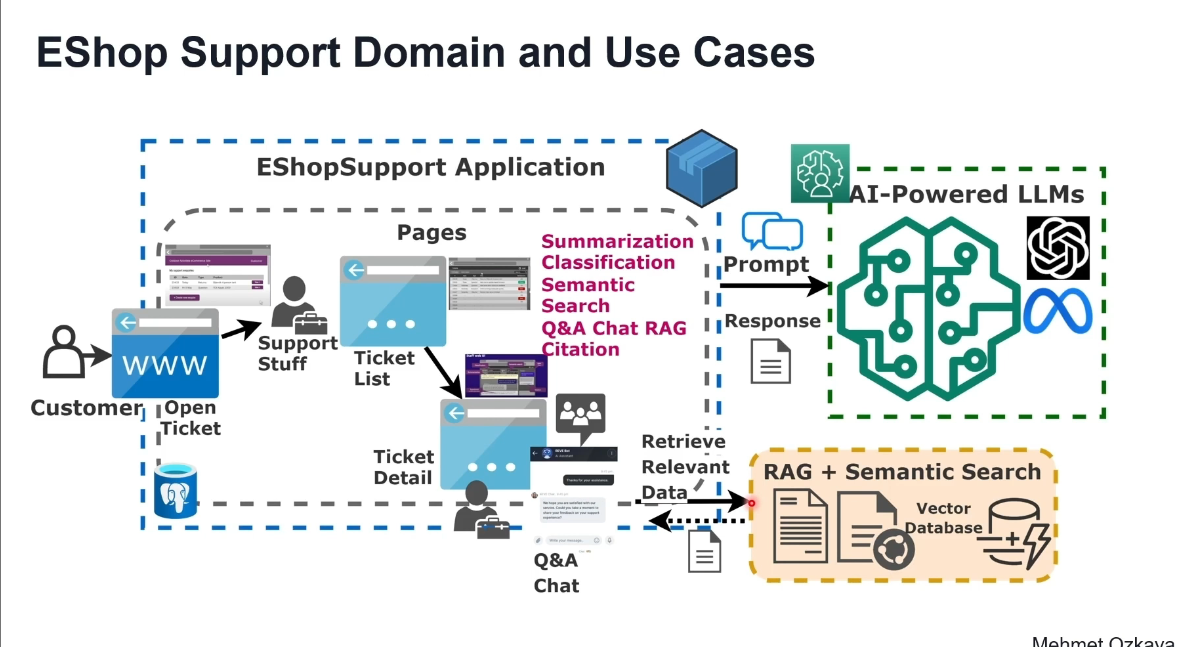 EShop Support Domain and Use Cases
EShopSupport Application
Pages
Summarization
Classification
Semantic
Search
Q&A Chat RAG
Citation
Customer
WWW
Open
Ticket
Support
Stuff
Ticket
List
Ticket
Detail
Q&A
Chat
Prompt
Response
AI-Powered LLMs
Retrieve
Relevant
Data
RAG + Semantic Search
Vector
Database
Mehmet Ozkaya